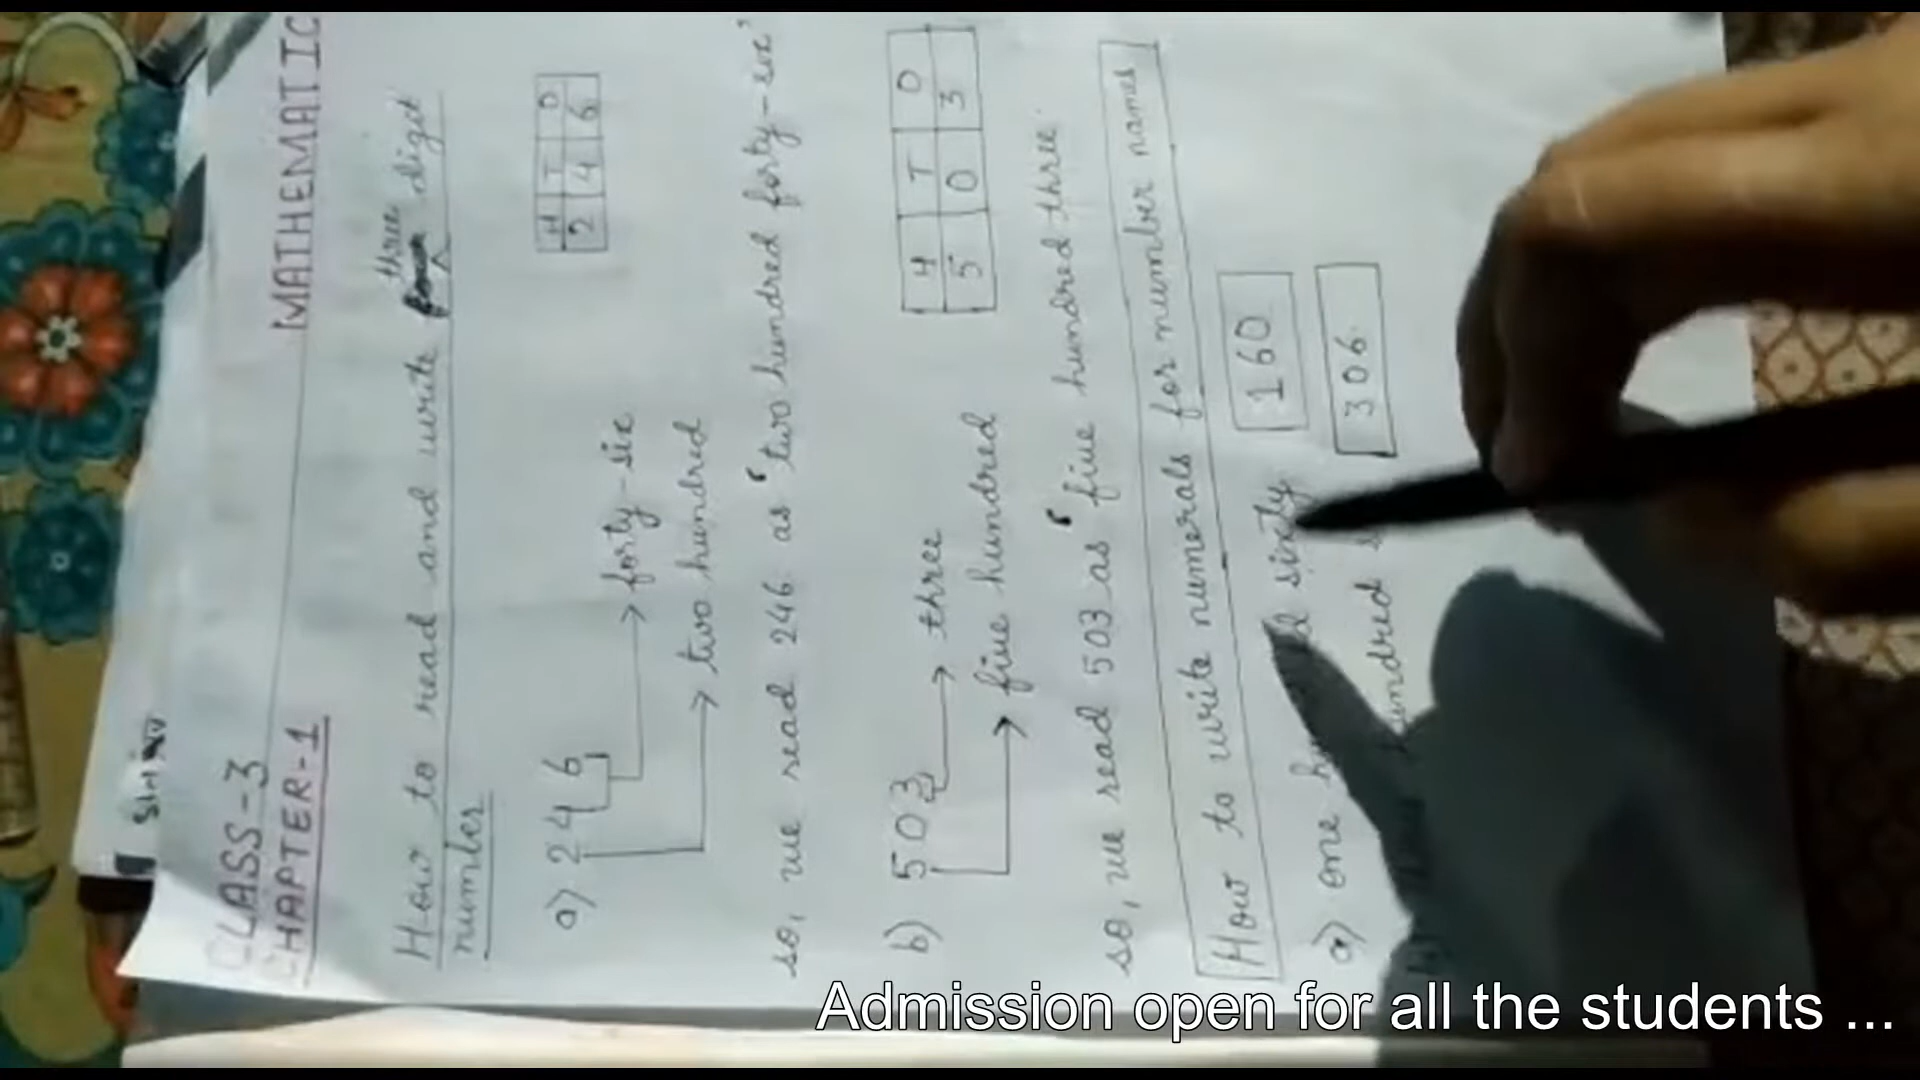 CLASS-3
CHAPTER-1 MATHEMATIC
How to read and write three digit
number
a) 246
forty-six
two hundred
H T O
2 4 6
so, we read 246 as 'two hundred forty-six'
b) 503
three
five hundred
H T O
5 0 3
so, we read 503 as 'five hundred three'
How to write numerals for number names
a) one sixty 160
306
Admission open for all the students ...